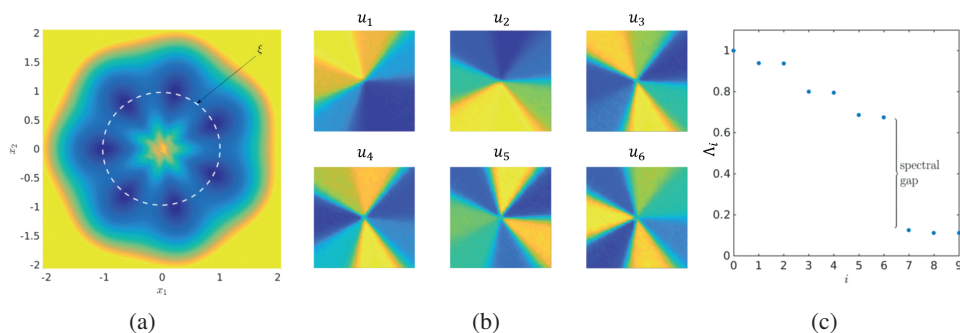 u₁ u₂ u₃
ξ
2
1.5
1
0.5
0
-0.5
-1
-1.5
-2
x₂
-2 -1 0 1 2
x₁
u₄ u₅ u₆
1
0.8
0.6
0.4
0.2
0
Λᵢ
spectral
gap
0 1 2 3 4 5 6 7 8 9
i
(a) (b) (c)